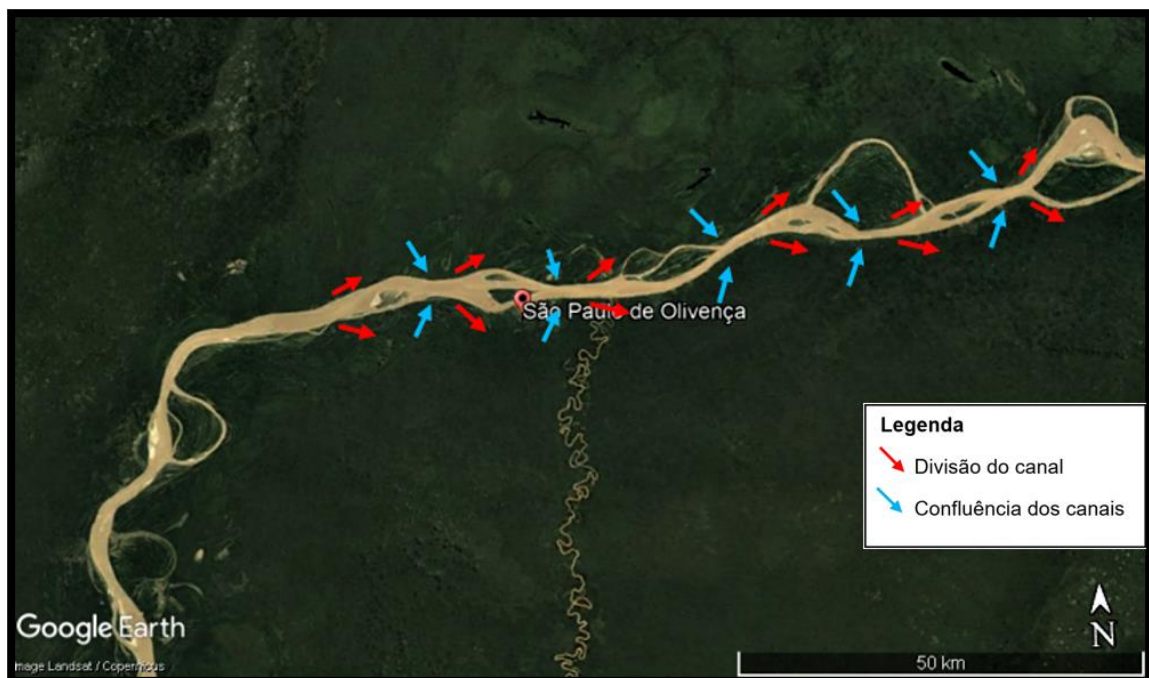 São Paulo de Olivença
Legenda
Divisão do canal
Confluência dos canais
Google Earth
Image Landsat / Copernicus
N
50 km